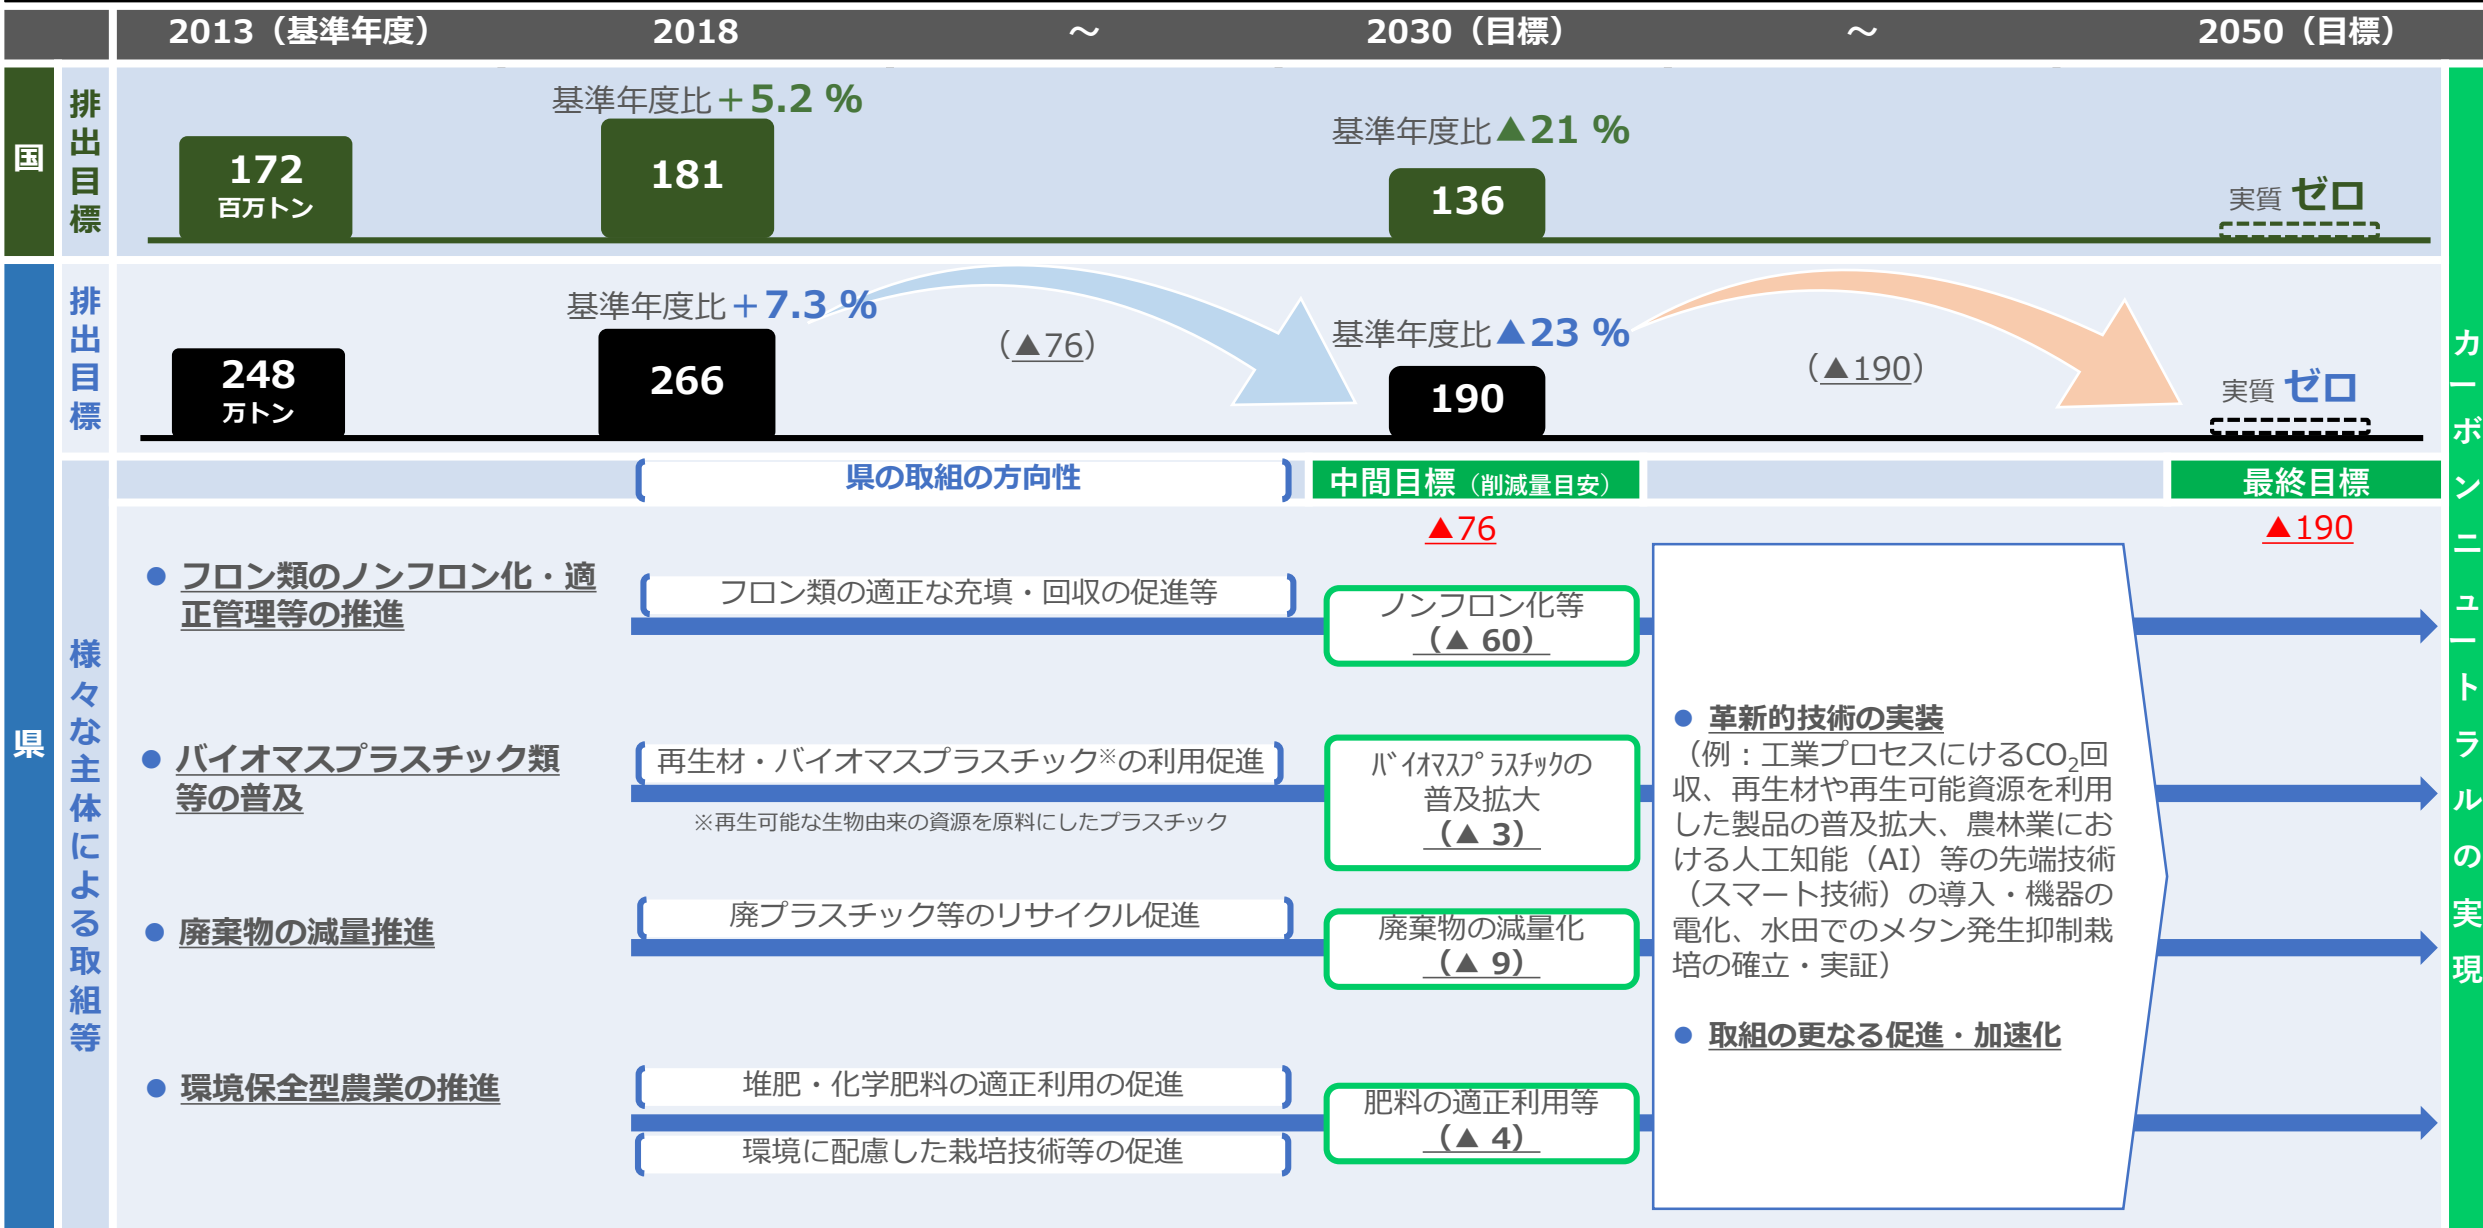 2013（基準年度） 2018 ～ 2030（目標） ～ 2050（目標）
国
排出目標
基準年度比＋5.2 %
基準年度比▲21 %
172
百万トン
181
136
実質 ゼロ
県
排出目標
基準年度比＋7.3 %
（▲76）
基準年度比▲23 %
（▲190）
248
万トン
266
190
実質 ゼロ
様々な主体による取組等
県の取組の方向性
中間目標（削減量目安）
最終目標
▲76
▲190
● フロン類のノンフロン化・適
正管理等の推進
フロン類の適正な充填・回収の促進等
ノンフロン化等
（▲ 60）
● バイオマスプラスチック類
等の普及
再生材・バイオマスプラスチック※の利用促進
※再生可能な生物由来の資源を原料にしたプラスチック
ﾊﾞｲｵﾏｽﾌﾟﾗｽﾁｯｸの
普及拡大
（▲ 3）
● 廃棄物の減量推進
廃プラスチック等のリサイクル促進
廃棄物の減量化
（▲ 9）
● 環境保全型農業の推進
堆肥・化学肥料の適正利用の促進
環境に配慮した栽培技術等の促進
肥料の適正利用等
（▲ 4）
● 革新的技術の実装
（例：工業プロセスにけるCO₂回
収、再生材や再生可能資源を利用
した製品の普及拡大、農林業にお
ける人工知能（AI）等の先端技術
（スマート技術）の導入・機器の
電化、水田でのメタン発生抑制栽
培の確立・実証）
● 取組の更なる促進・加速化
カーボンニュートラルの実現